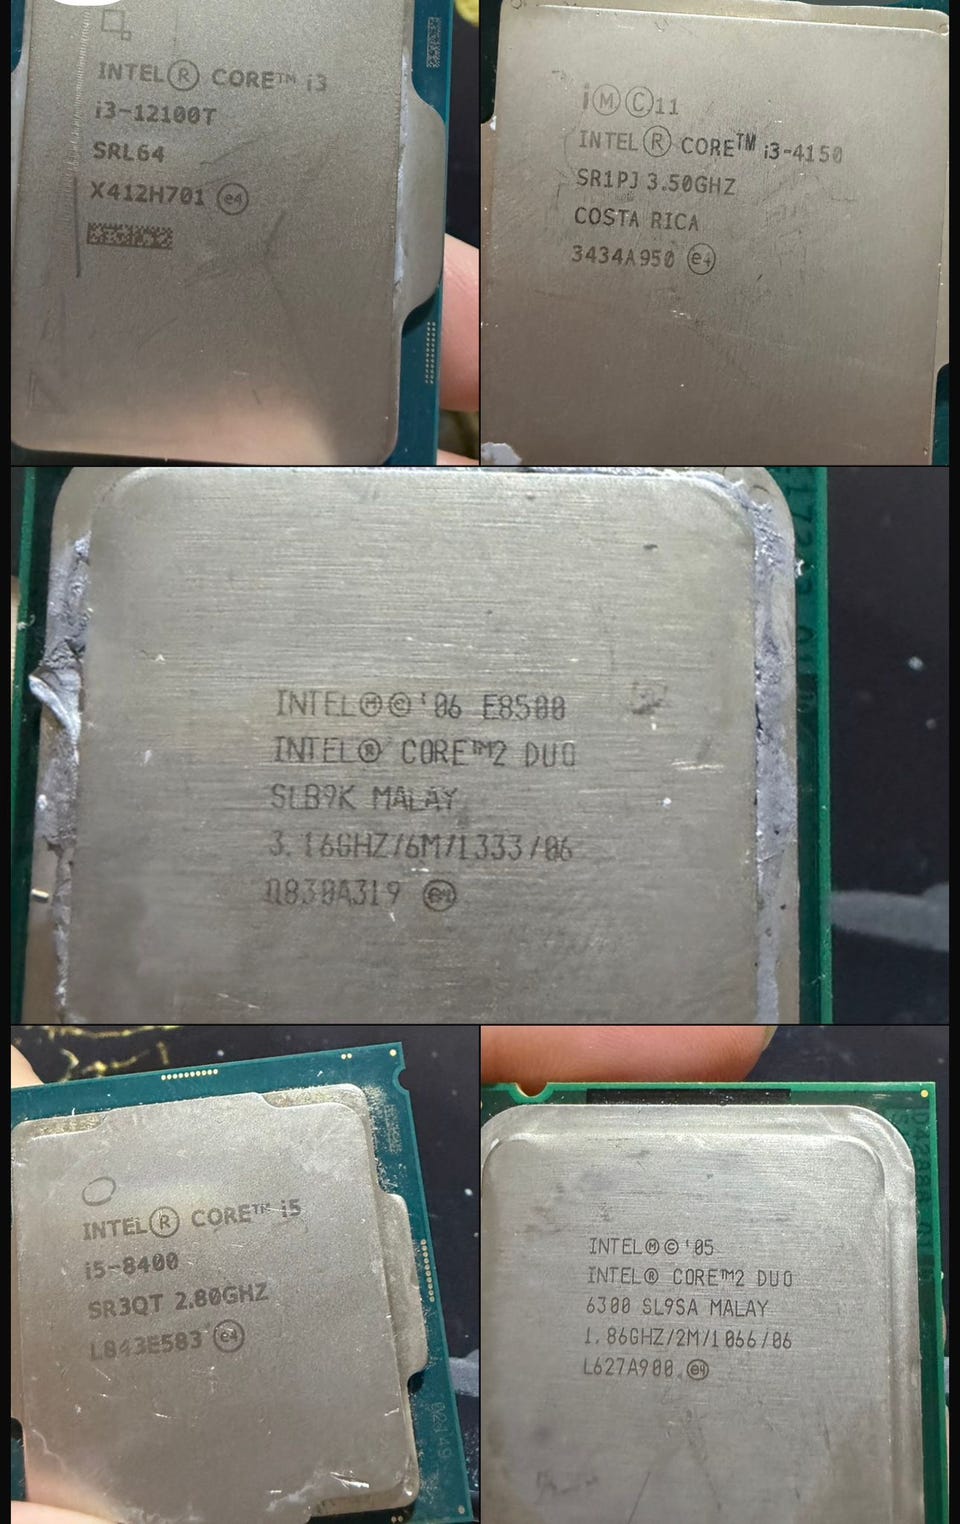 INTEL® CORE™ i3
i3-12100T
SRL64
X412H701 e4
i Ⓜ © 11
INTEL® CORE™ i3-4150
SR1PJ 3.50GHZ
COSTA RICA
3434A950 e4
INTEL Ⓜ © '06 E8500
INTEL® CORE™2 DUO
SLB9K MALAY
3.16GHZ/6M/1333/06
Q830A319 e4
INTEL® CORE™ i5
i5-8400
SR3QT 2.80GHZ
L843E583 e4
INTEL Ⓜ © '05
INTEL® CORE™2 DUO
6300 SL9SA MALAY
1.86GHZ/2M/1066/06
L627A900 e4